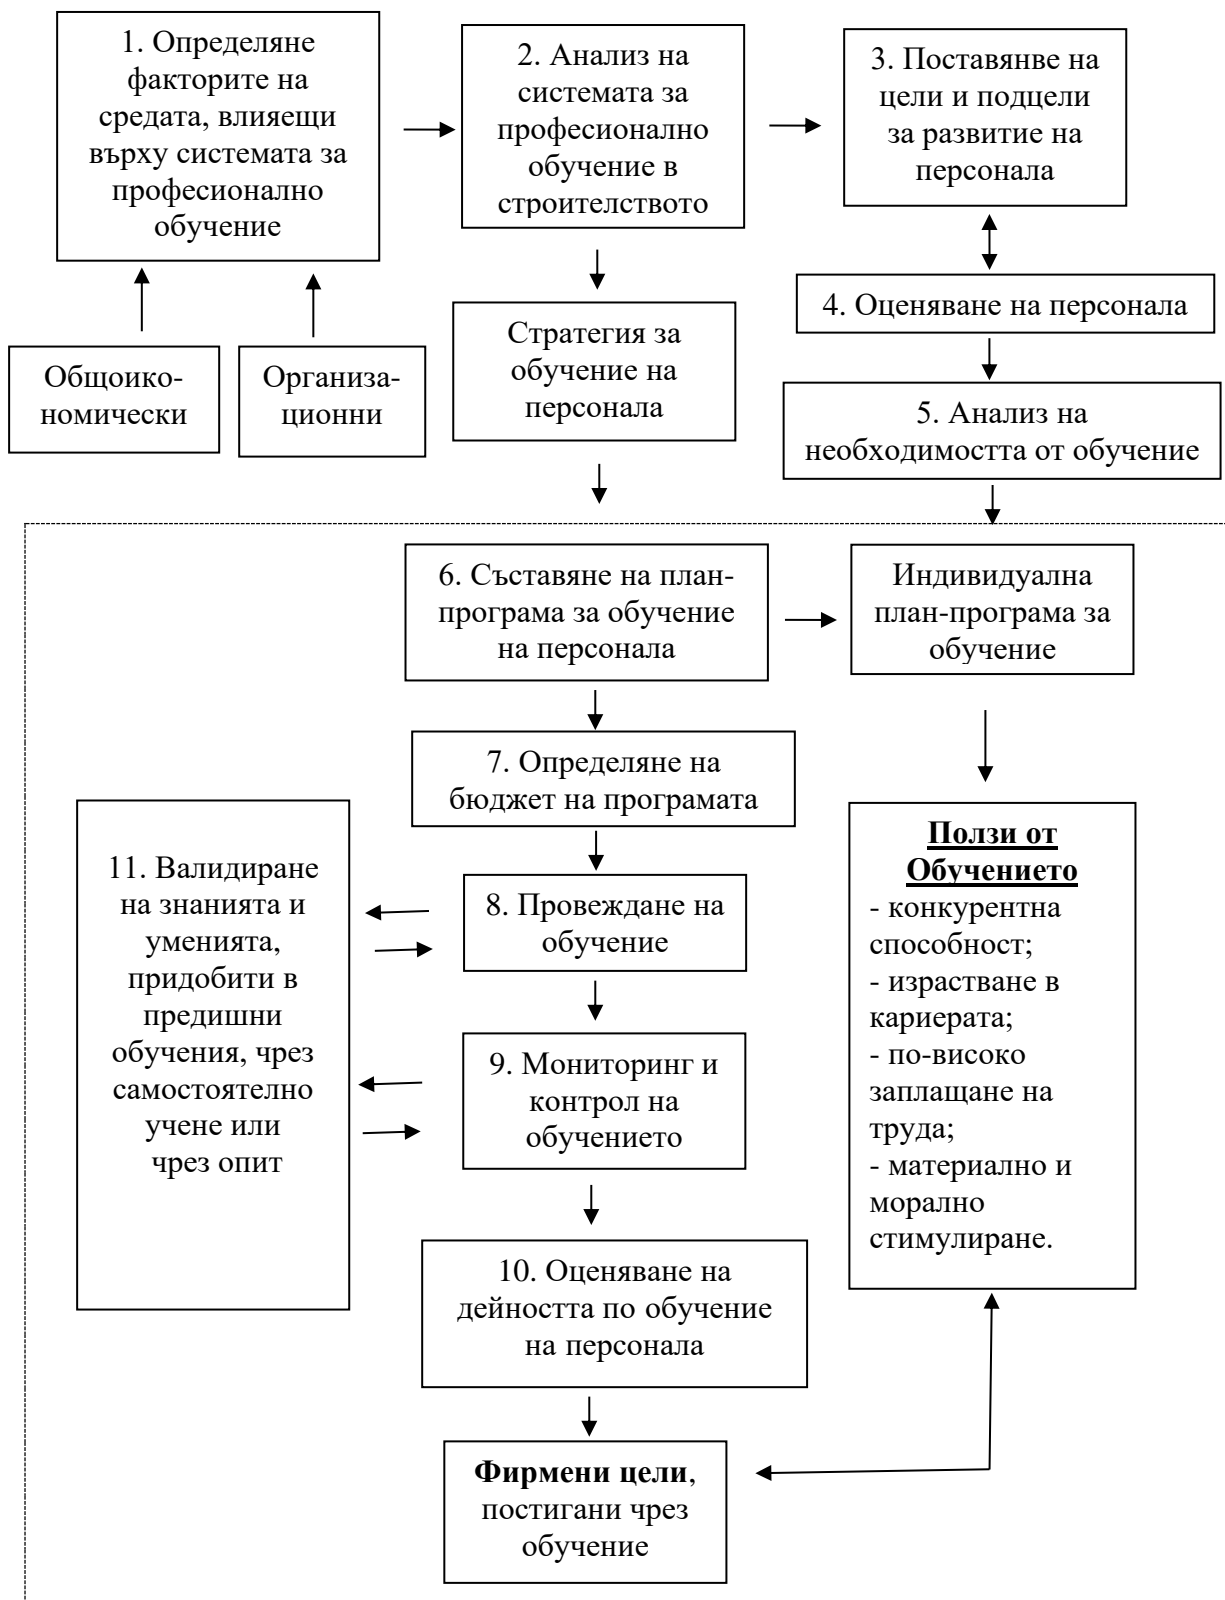 1. Определяне
факторите на
средата, влияещи
върху системата за
професионално
обучение
2. Анализ на
системата за
професионално
обучение в
строителството
3. Поставянве на
цели и подцели
за развитие на
персонала
4. Оценяване на персонала
Общоико-
номически
Организа-
ционни
Стратегия за
обучение на
персонала
5. Анализ на
необходимостта от обучение
6. Съставяне на план-
програма за обучение
на персонала
Индивидуална
план-програма за
обучение
7. Определяне на
бюджет на програмата
11. Валидиране
на знанията и
уменията,
придобити в
предишни
обучения, чрез
самостоятелно
учене или
чрез опит
8. Провеждане на
обучение
9. Мониторинг и
контрол на
обучението
Ползи от
Обучението
- конкурентна
способност;
- израстване в
кариерата;
- по-високо
заплащане на
труда;
- материално и
морално
стимулиране.
10. Оценяване на
дейността по обучение
на персонала
Фирмени цели,
постигани чрез
обучение